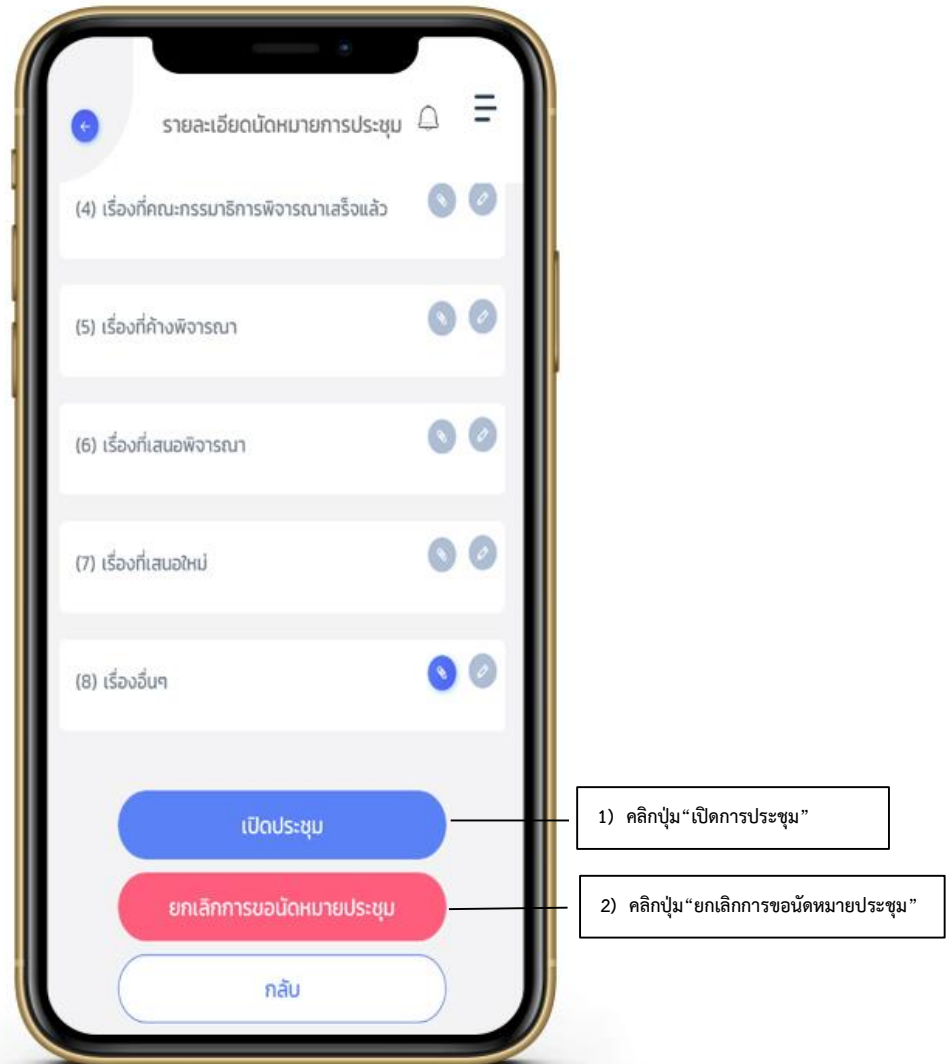 รายละเอียดนัดหมายการประชุม
(4) เรื่องที่คณะกรรมาธิการพิจารณาเสร็จแล้ว
(5) เรื่องที่ค้างพิจารณา
(6) เรื่องที่เสนอพิจารณา
(7) เรื่องที่เสนอใหม่
(8) เรื่องอื่นๆ
เปิดประชุม
1) คลิกปุ่ม“เปิดการประชุม”
ยกเลิกการขอนัดหมายประชุม
2) คลิกปุ่ม“ยกเลิกการขอนัดหมายประชุม”
กลับ